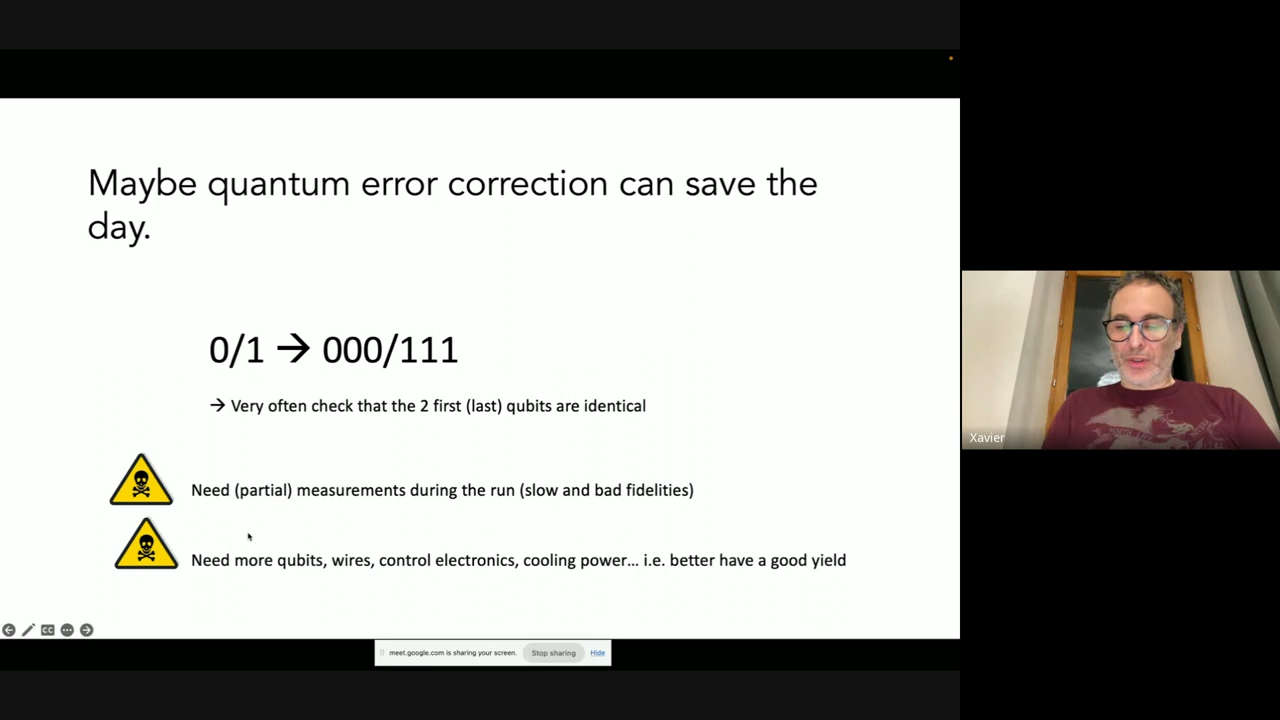 Maybe quantum error correction can save the
day.
0/1 → 000/111
→ Very often check that the 2 first (last) qubits are identical
Need (partial) measurements during the run (slow and bad fidelities)
Need more qubits, wires, control electronics, cooling power… i.e. better have a good yield
Xavier
CC
meet.google.com is sharing your screen. Stop sharing Hide